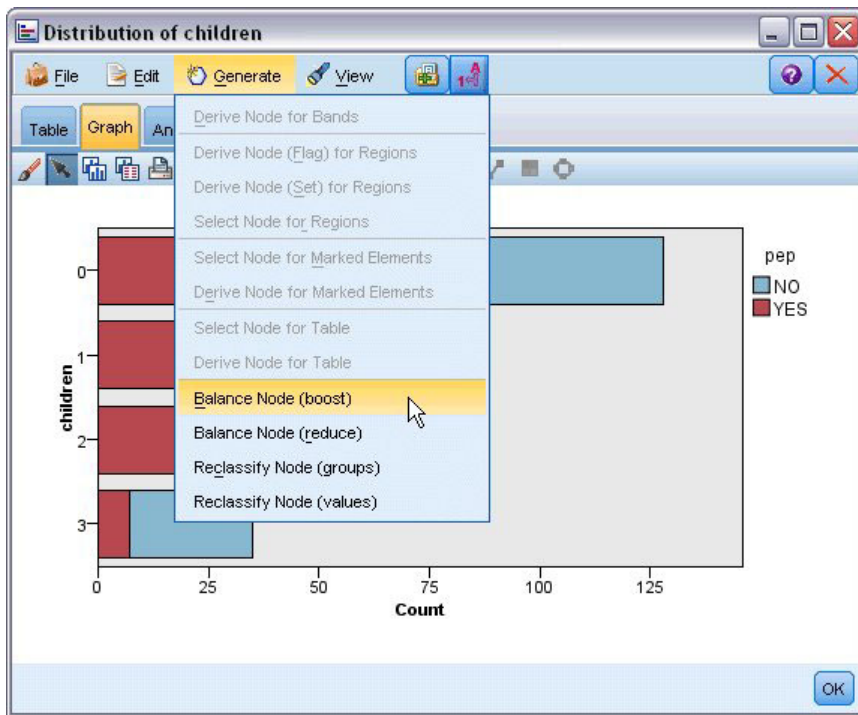 Distribution of children
File Edit Generate View
Table Graph An
Derive Node for Bands
Derive Node (Flag) for Regions
Derive Node (Set) for Regions
Select Node for Regions
Select Node for Marked Elements
Derive Node for Marked Elements
Select Node for Table
Derive Node for Table
Balance Node (boost)
Balance Node (reduce)
Reclassify Node (groups)
Reclassify Node (values)
children
0
1
2
3
0 25 50 75 100 125
Count
pep
NO
YES
OK